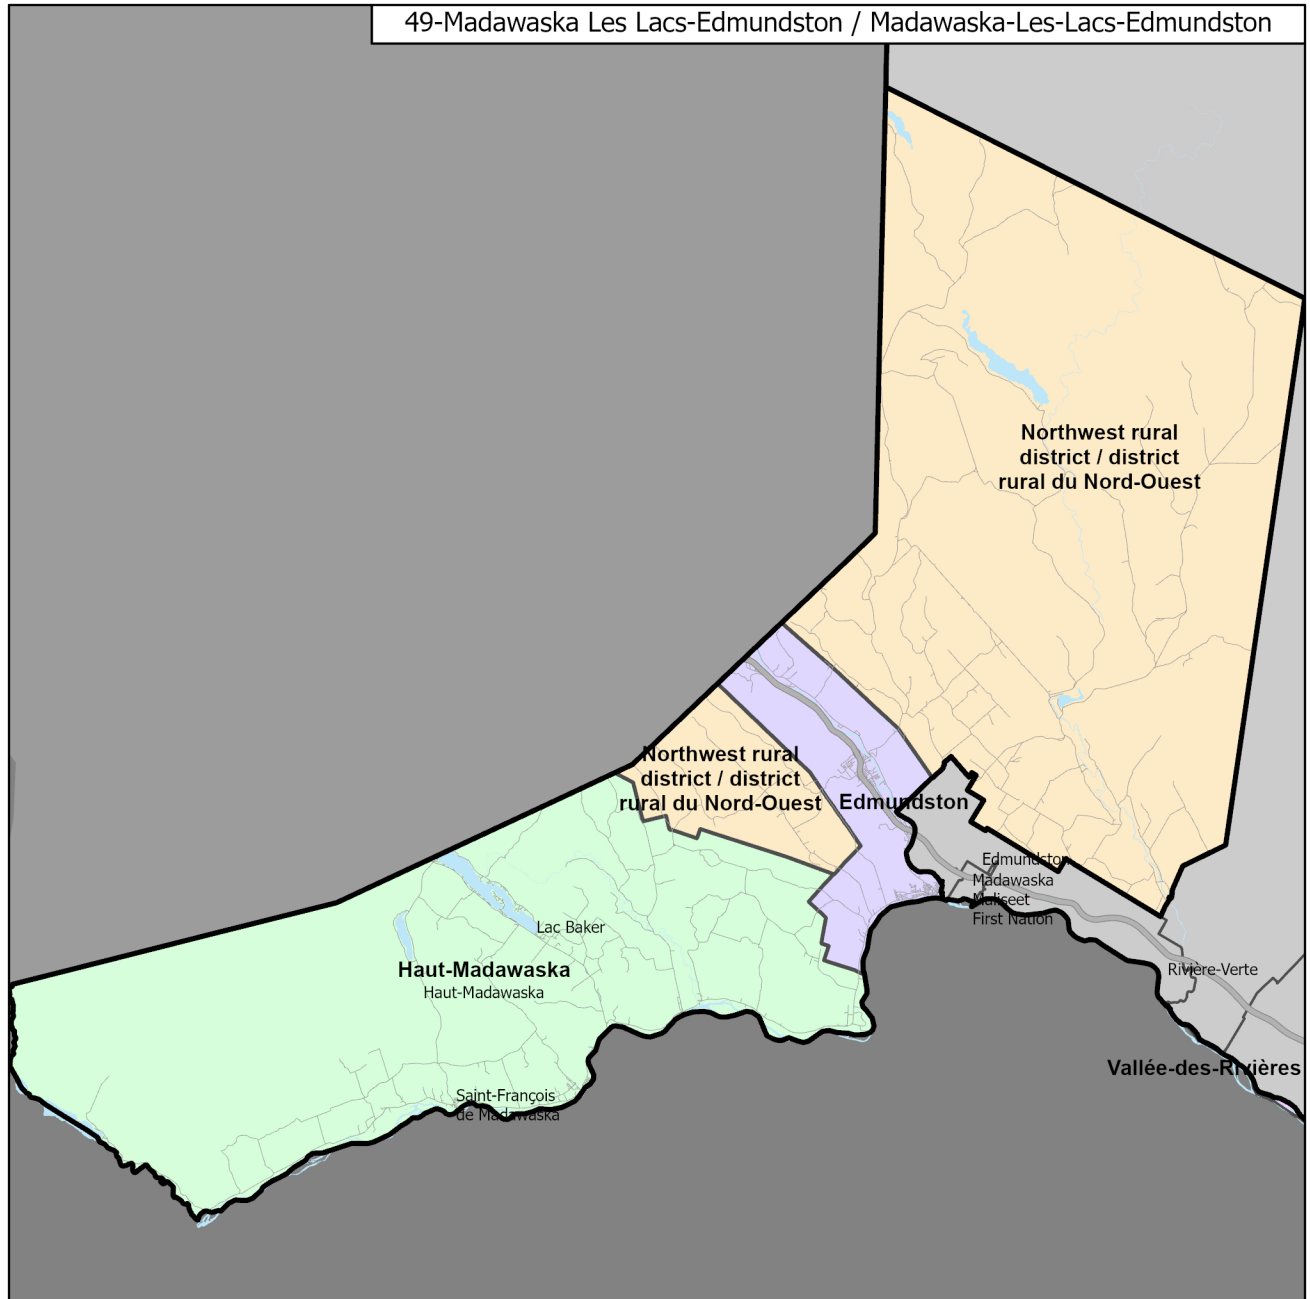 49-Madawaska Les Lacs-Edmundston / Madawaska-Les-Lacs-Edmundston
Northwest rural
district / district
rural du Nord-Ouest
Northwest rural
district / district
rural du Nord-Ouest
Edmundston
Edmundston
Madawaska
Maliseet
First Nation
Lac Baker
Haut-Madawaska
Haut-Madawaska
Rivière-Verte
Vallée-des-Rivières
Saint-François
de Madawaska